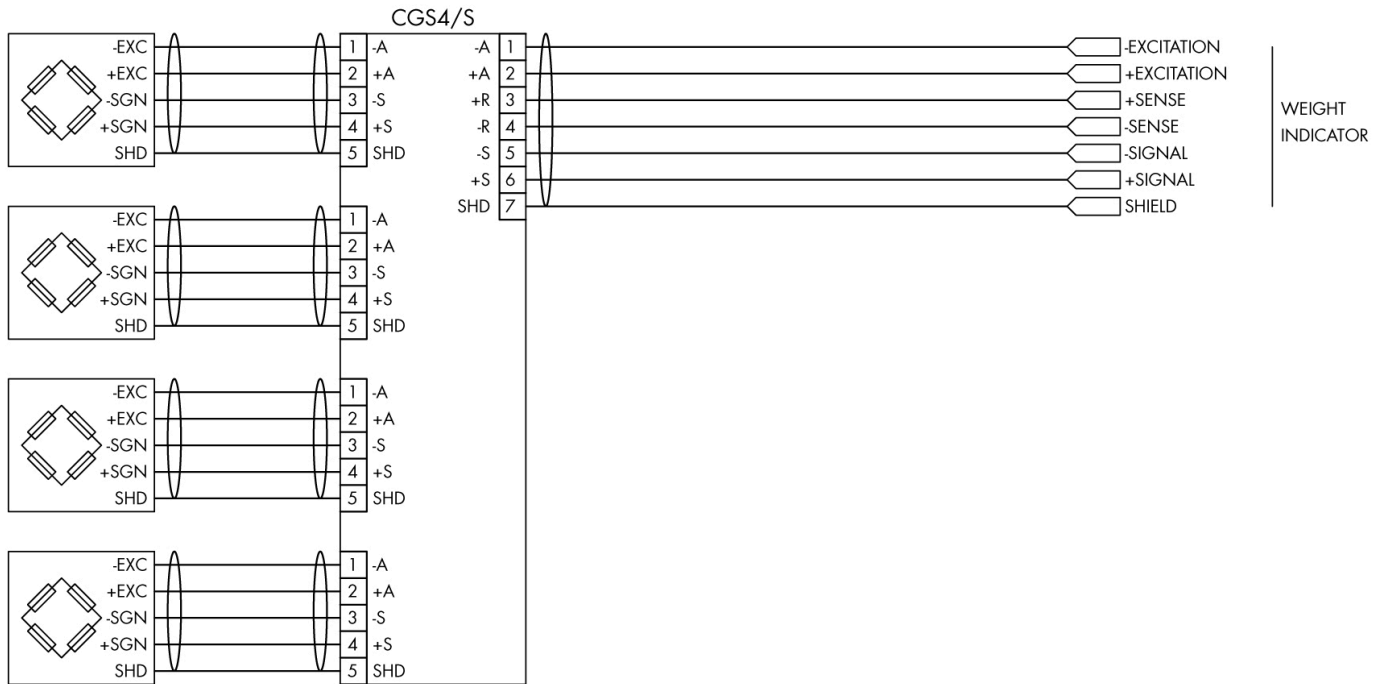 CGS4/S
-EXC 1 -A
+EXC 2 +A
-SGN 3 -S
+SGN 4 +S
SHD 5 SHD
-EXC 1 -A
+EXC 2 +A
-SGN 3 -S
+SGN 4 +S
SHD 5 SHD
-EXC 1 -A
+EXC 2 +A
-SGN 3 -S
+SGN 4 +S
SHD 5 SHD
-EXC 1 -A
+EXC 2 +A
-SGN 3 -S
+SGN 4 +S
SHD 5 SHD
-A 1 -EXCITATION
+A 2 +EXCITATION
+R 3 +SENSE
-R 4 -SENSE
-S 5 -SIGNAL
+S 6 +SIGNAL
SHD 7 SHIELD
WEIGHT
INDICATOR